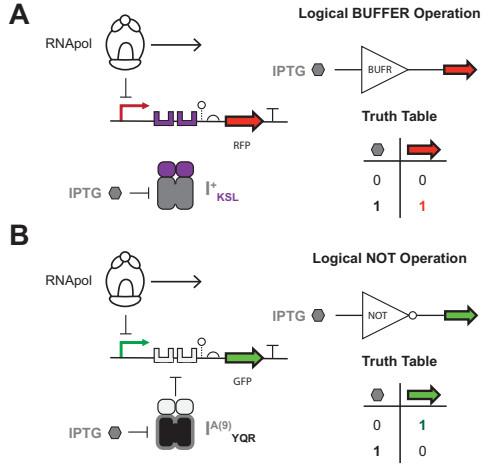 A
Logical BUFFER Operation
RNApol
IPTG
BUFR
Truth Table
RFP
IPTG
I+KSL
0 0
1 1
B
Logical NOT Operation
RNApol
IPTG
NOT
Truth Table
GFP
IPTG
IA(9)YQR
0 1
1 0